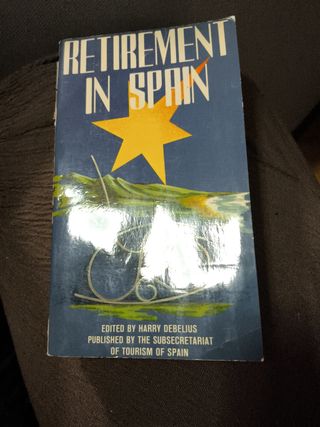 RETIREMENT
IN SPAIN
EDITED BY HARRY DEBELIUS
PUBLISHED BY THE SUBSECRETARIAT
OF TOURISM OF SPAIN